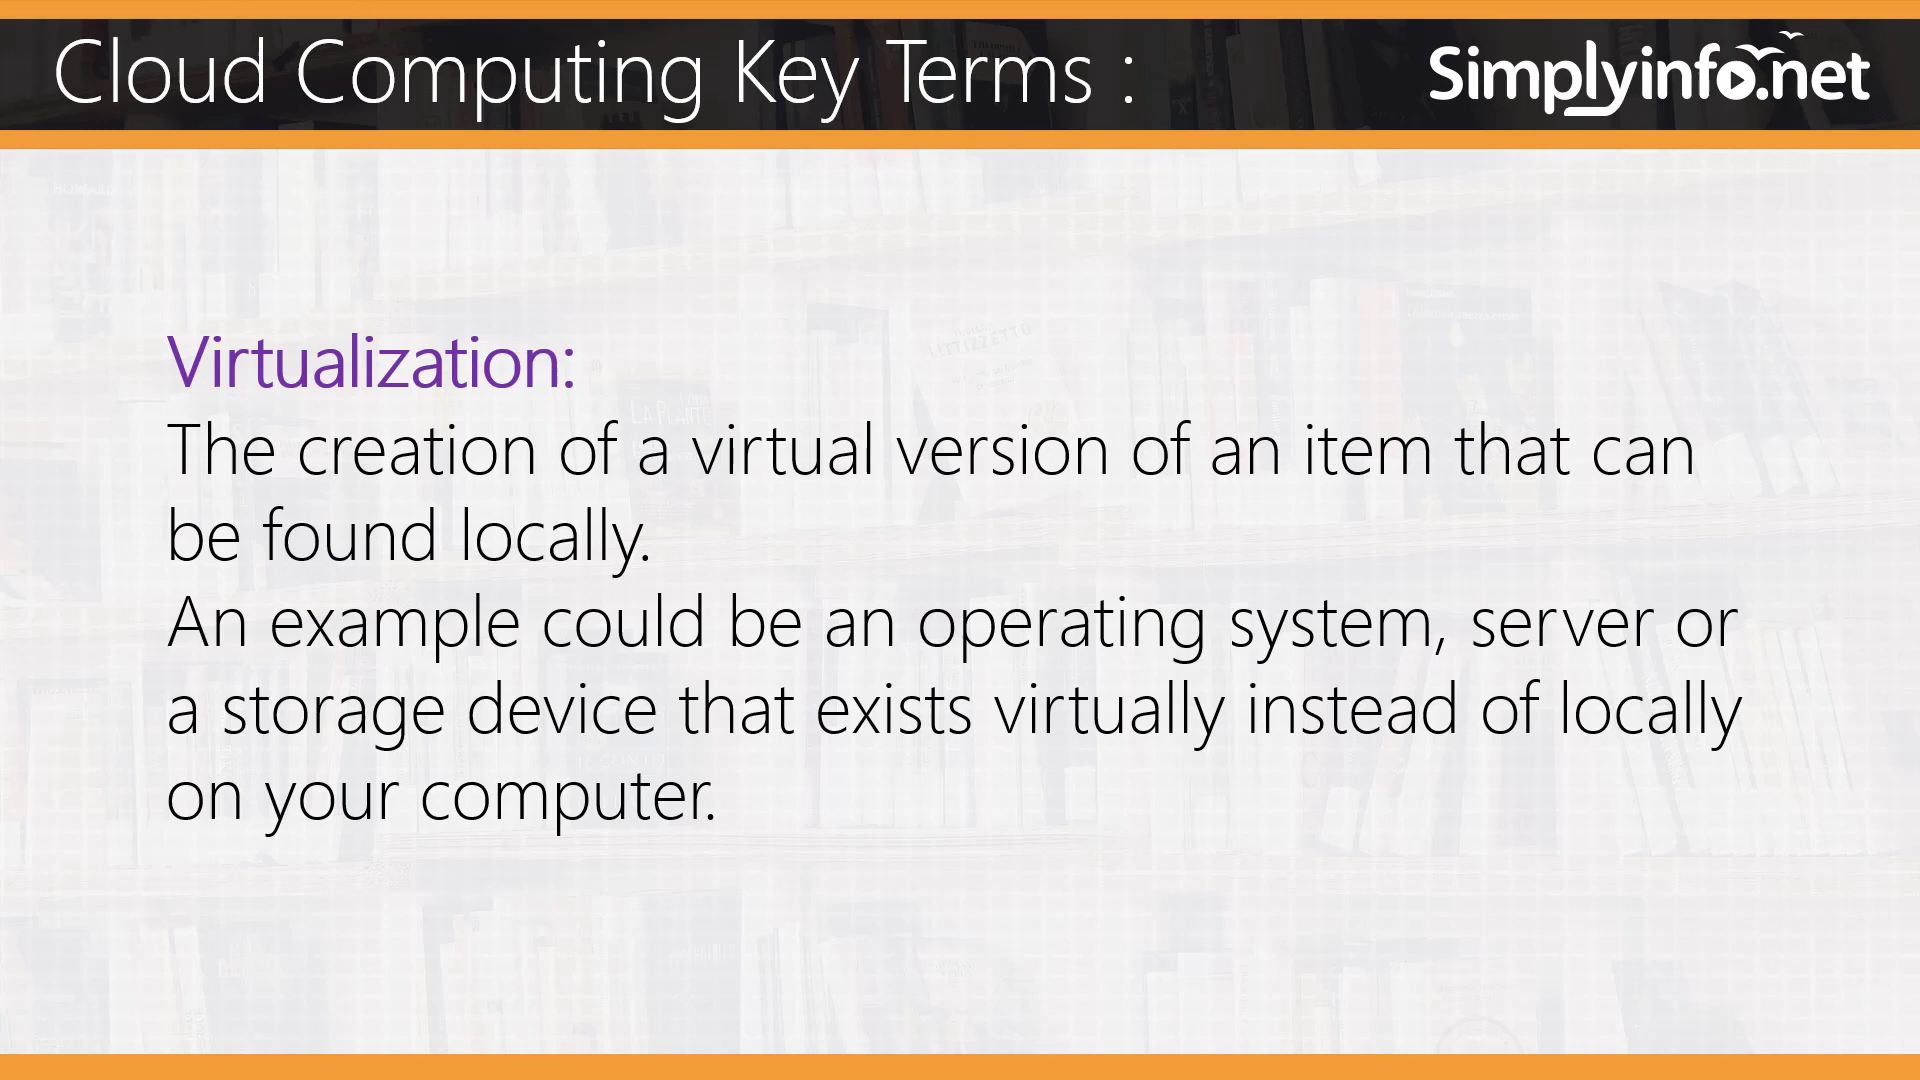 Cloud Computing Key Terms :
Simplyinfo.net
Virtualization:
The creation of a virtual version of an item that can
be found locally.
An example could be an operating system, server or
a storage device that exists virtually instead of locally
on your computer.